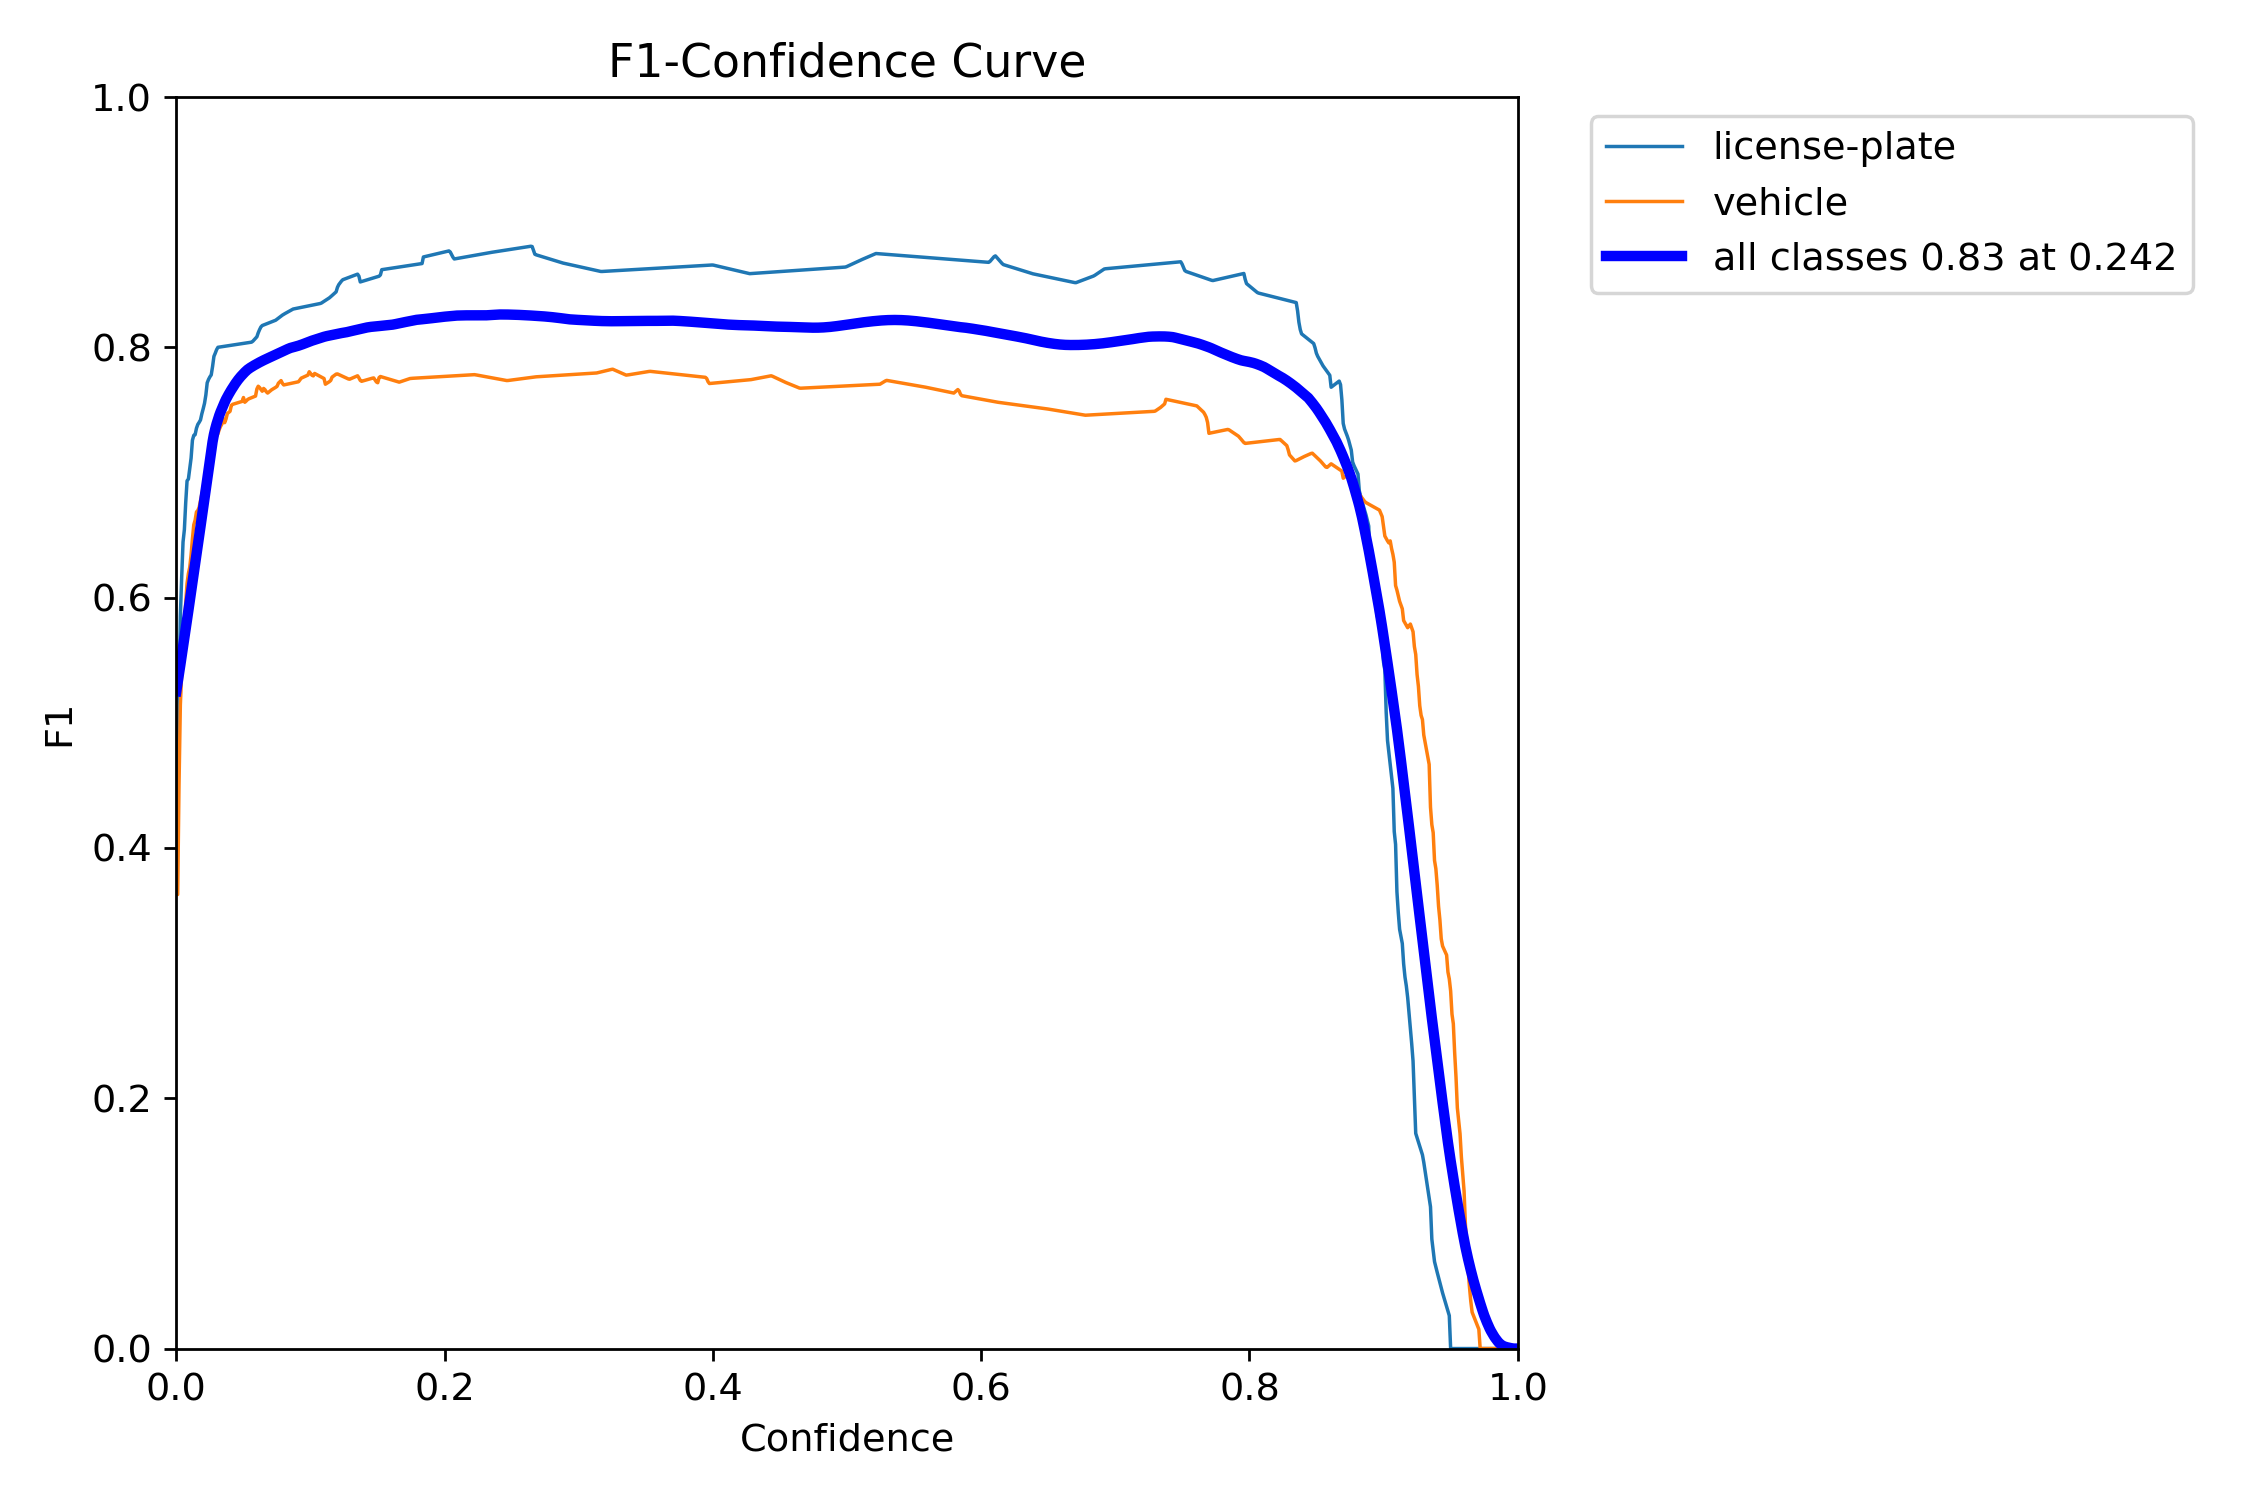 F1-Confidence Curve
license-plate
vehicle
all classes 0.83 at 0.242
1.0
0.8
0.6
0.4
0.2
0.0
F1
0.0 0.2 0.4 0.6 0.8 1.0
Confidence